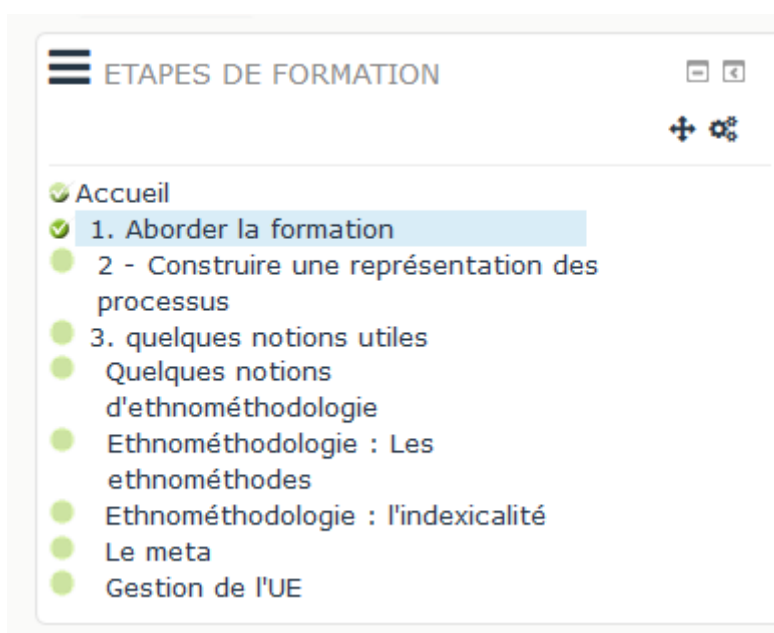 ETAPES DE FORMATION
Accueil
1. Aborder la formation
2 - Construire une représentation des
processus
3. quelques notions utiles
Quelques notions
d'ethnométhodologie
Ethnométhodologie : Les
ethnométhodes
Ethnométhodologie : l'indexicalité
Le meta
Gestion de l'UE